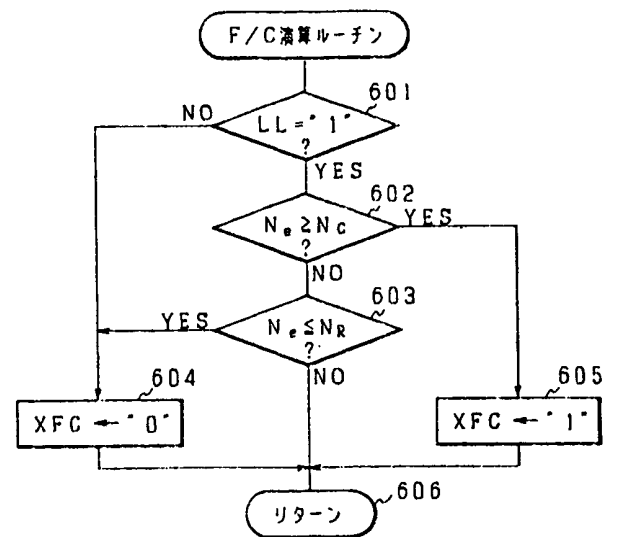 F/C演算ルーチン
601
NO
LL="1"
?
YES
602
Ne≧Nc
?
YES
NO
603
YES
Ne≦NR
?
NO
604
XFC←"0"
605
XFC←"1"
606
リターン